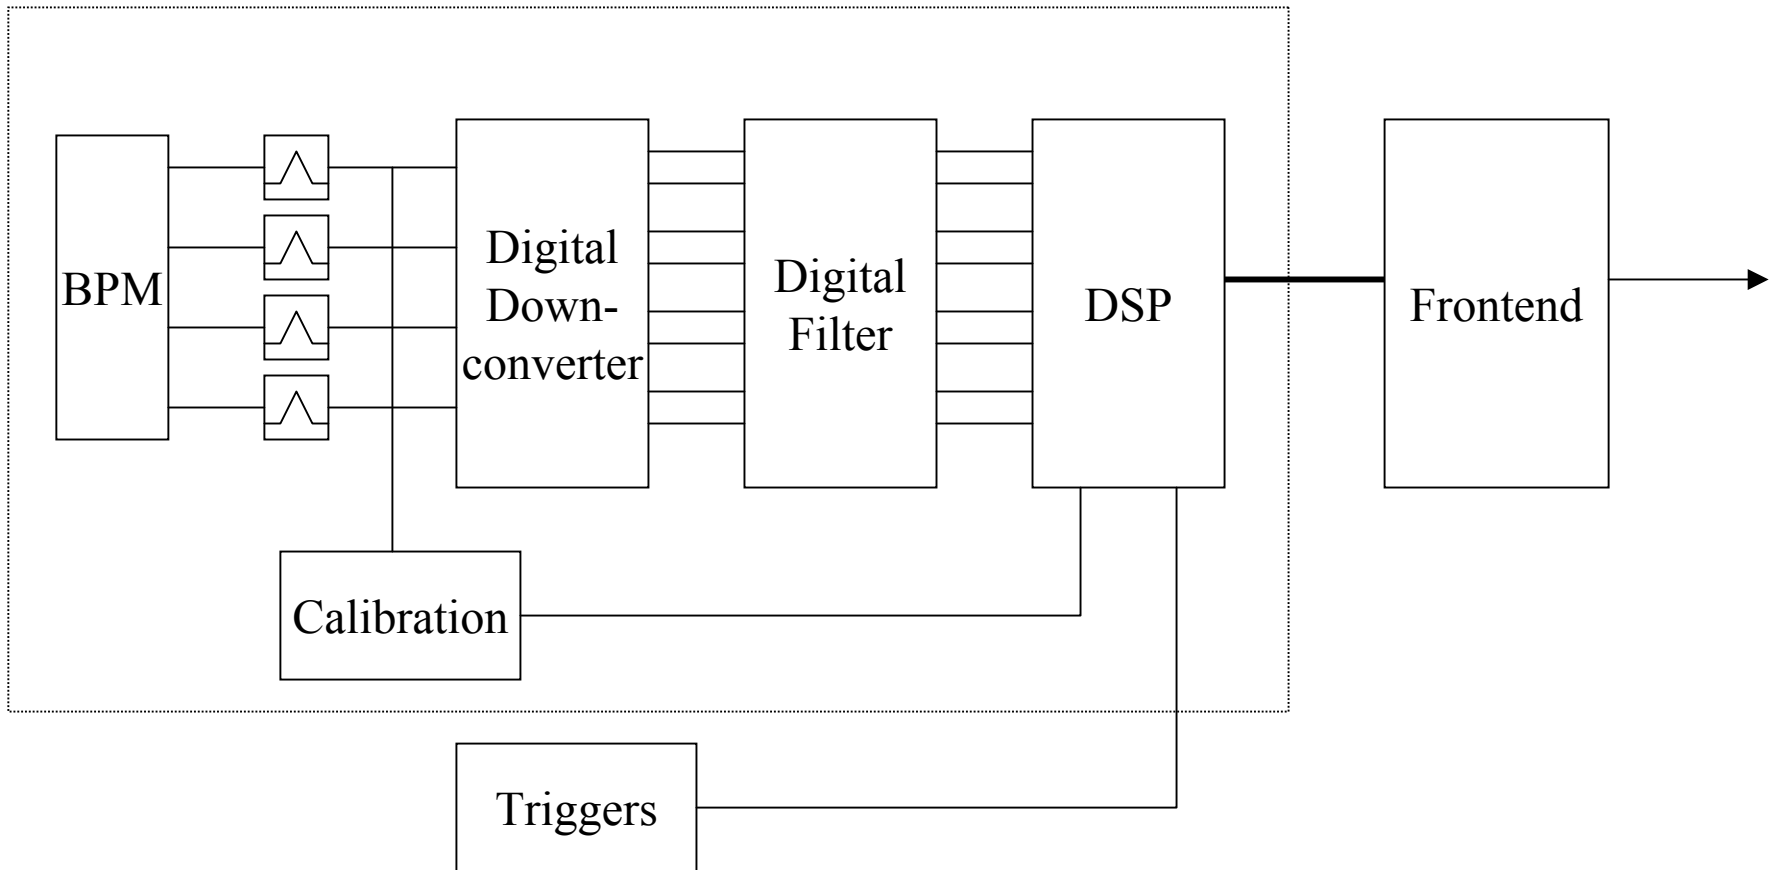 BPM
Digital
Down-
converter
Digital
Filter
DSP
Frontend
Calibration
Triggers